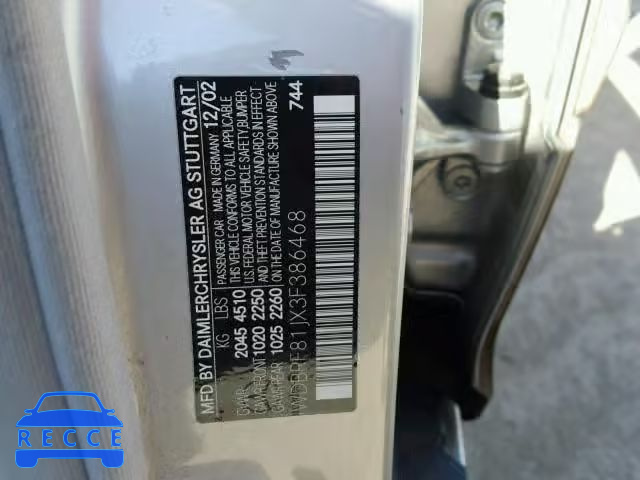 MFD BY DAIMLERCHRYSLER AG STUTTGART
PASSENGER CAR / MADE IN GERMANY 12/02
THIS VEHICLE CONFORMS TO ALL APPLICABLE
U.S. FEDERAL MOTOR VEHICLE SAFETY BUMPER
AND THEFT PREVENTION STANDARDS IN EFFECT
ON THE DATE OF MANUFACTURE SHOWN ABOVE
KG LBS
GVWR 2045 4510
GAWR FRONT 1020 2250
GAWR REAR 1025 2260
744
81JX3F386468
RECCE